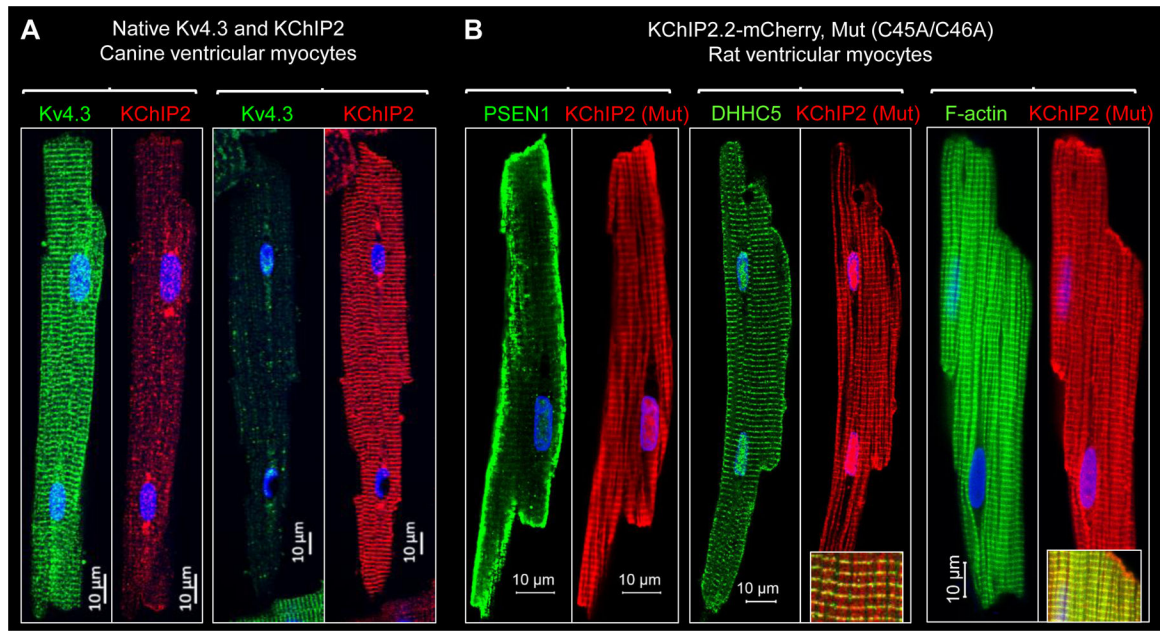 A
Native Kv4.3 and KChIP2
Canine ventricular myocytes
Kv4.3
KChIP2
Kv4.3
KChIP2
10 µm
10 µm
10 µm
10 µm
B
KChIP2.2-mCherry, Mut (C45A/C46A)
Rat ventricular myocytes
PSEN1
KChIP2 (Mut)
DHHC5
KChIP2 (Mut)
F-actin
KChIP2 (Mut)
10 µm
10 µm
10 µm
10 µm